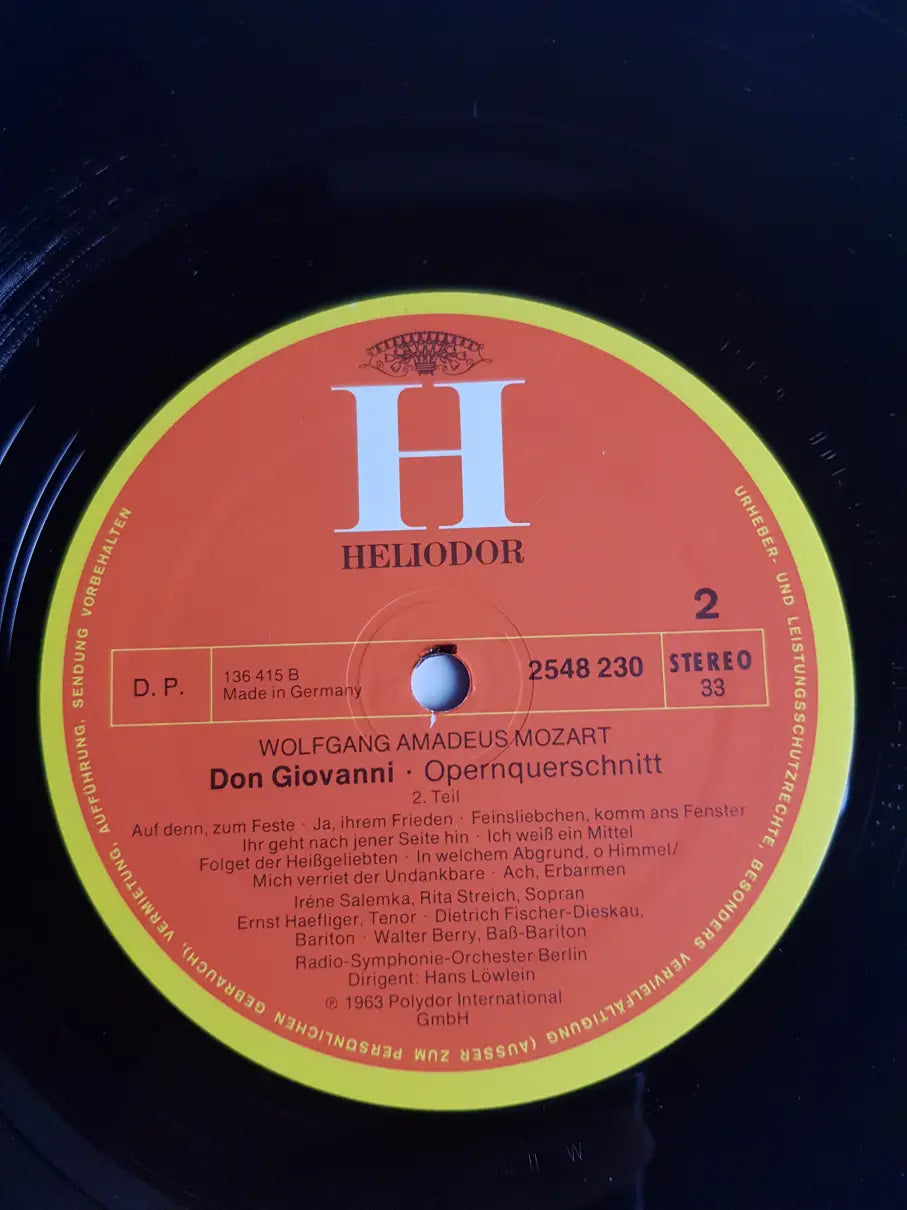 H
HELIODOR
2
D. P.
136 415 B
Made in Germany
2548 230
STEREO
33
WOLFGANG AMADEUS MOZART
Don Giovanni · Opernquerschnitt
2. Teil
Auf denn, zum Feste · Ja, ihrem Frieden · Feinsliebchen, komm ans Fenster
Ihr geht nach jener Seite hin · Ich weiß ein Mittel
Folget der Heißgeliebten · In welchem Abgrund, o Himmel/
Mich verriet der Undankbare · Ach, Erbarmen
Iréne Salemka, Rita Streich, Sopran
Ernst Haefliger, Tenor · Dietrich Fischer-Dieskau,
Bariton · Walter Berry, Baß-Bariton
Radio-Symphonie-Orchester Berlin
Dirigent: Hans Löwlein
℗ 1963 Polydor International
GmbH
URHEBER- UND LEISTUNGSSCHUTZRECHTE, BESONDERS VERVIELFÄLTIGUNG (AUSSER ZUM PERSÖNLICHEN GEBRAUCH), VERMIETUNG, AUFFÜHRUNG, SENDUNG VORBEHALTEN